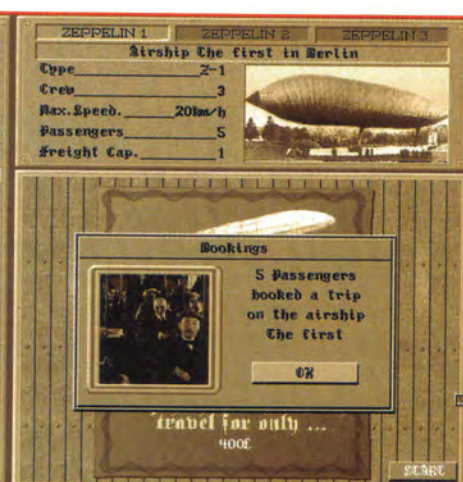 ZEPPELIN 1 ZEPPELIN 2 ZEPPELIN 3
Airship The first in Berlin
Type Z-1
Crew 3
Max.Speed. 20km/h
Passengers 5
Freight Cap. 1
Bookings
5 Passengers
booked a trip
on the airship
The first
OK
travel for only ...
400£
START